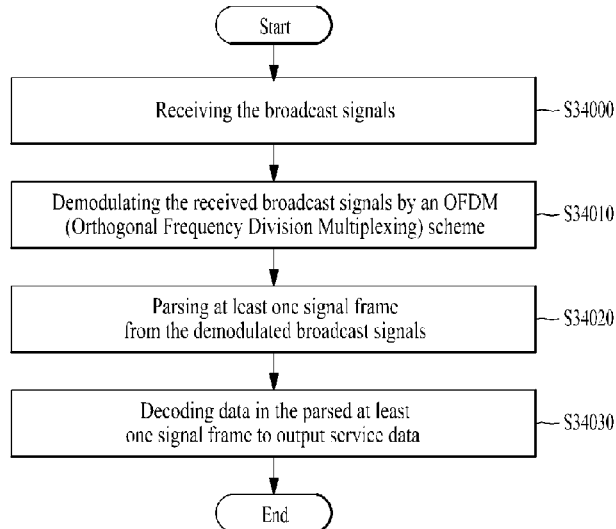 Start
Receiving the broadcast signals
S34000
Demodulating the received broadcast signals by an OFDM
(Orthogonal Frequency Division Multiplexing) scheme
S34010
Parsing at least one signal frame
from the demodulated broadcast signals
S34020
Decoding data in the parsed at least
one signal frame to output service data
S34030
End